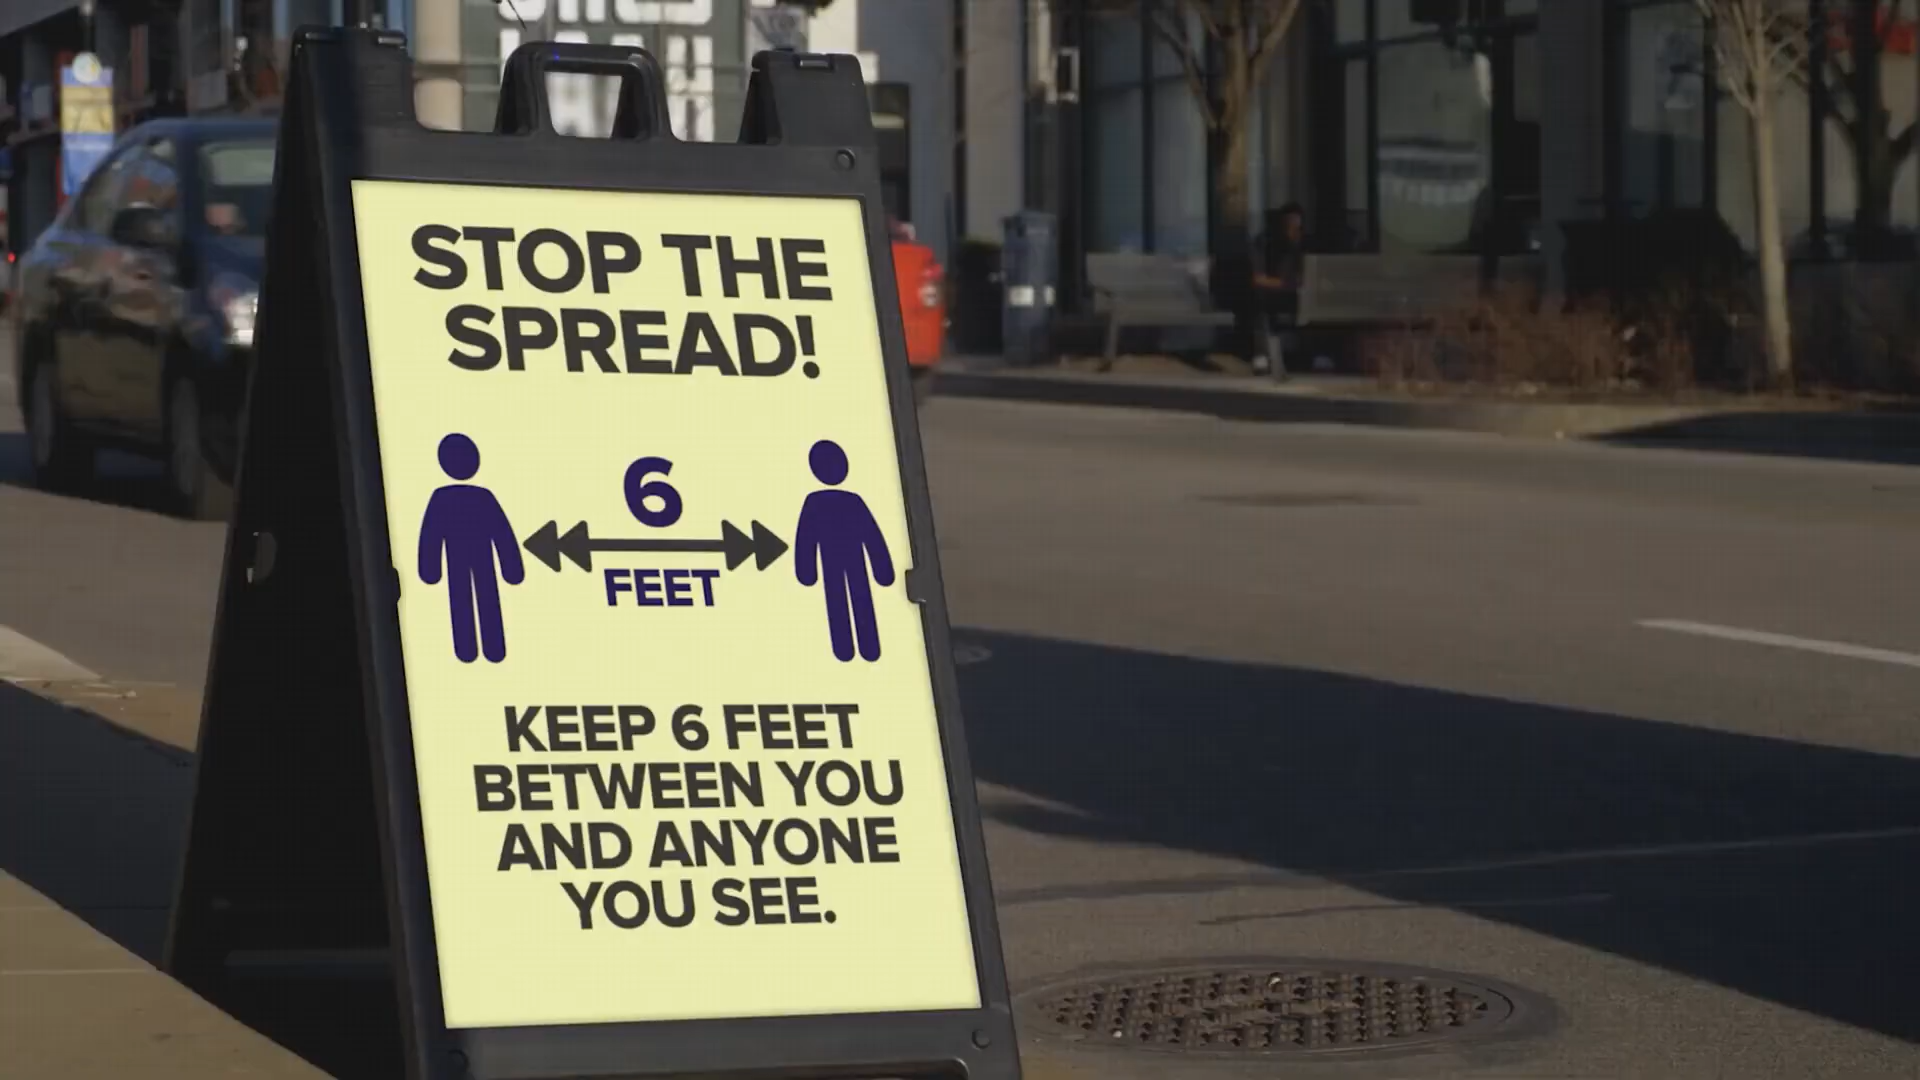 STOP THE
SPREAD!
6
FEET
KEEP 6 FEET
BETWEEN YOU
AND ANYONE
YOU SEE.